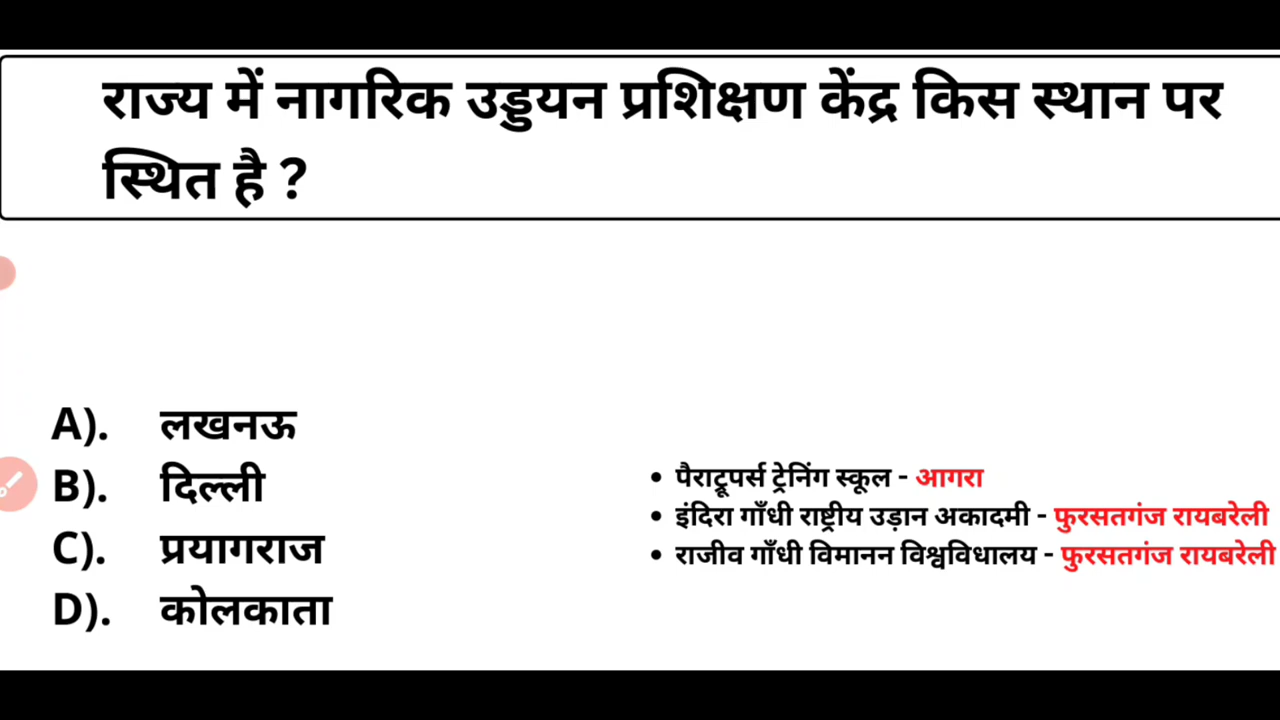 राज्य में नागरिक उड्डयन प्रशिक्षण केंद्र किस स्थान पर
स्थित है ?
A). लखनऊ
B). दिल्ली
C). प्रयागराज
D). कोलकाता
• पैराट्रूपर्स ट्रेनिंग स्कूल - आगरा
• इंदिरा गाँधी राष्ट्रीय उड़ान अकादमी - फुरसतगंज रायबरेली
• राजीव गाँधी विमानन विश्वविधालय - फुरसतगंज रायबरेली